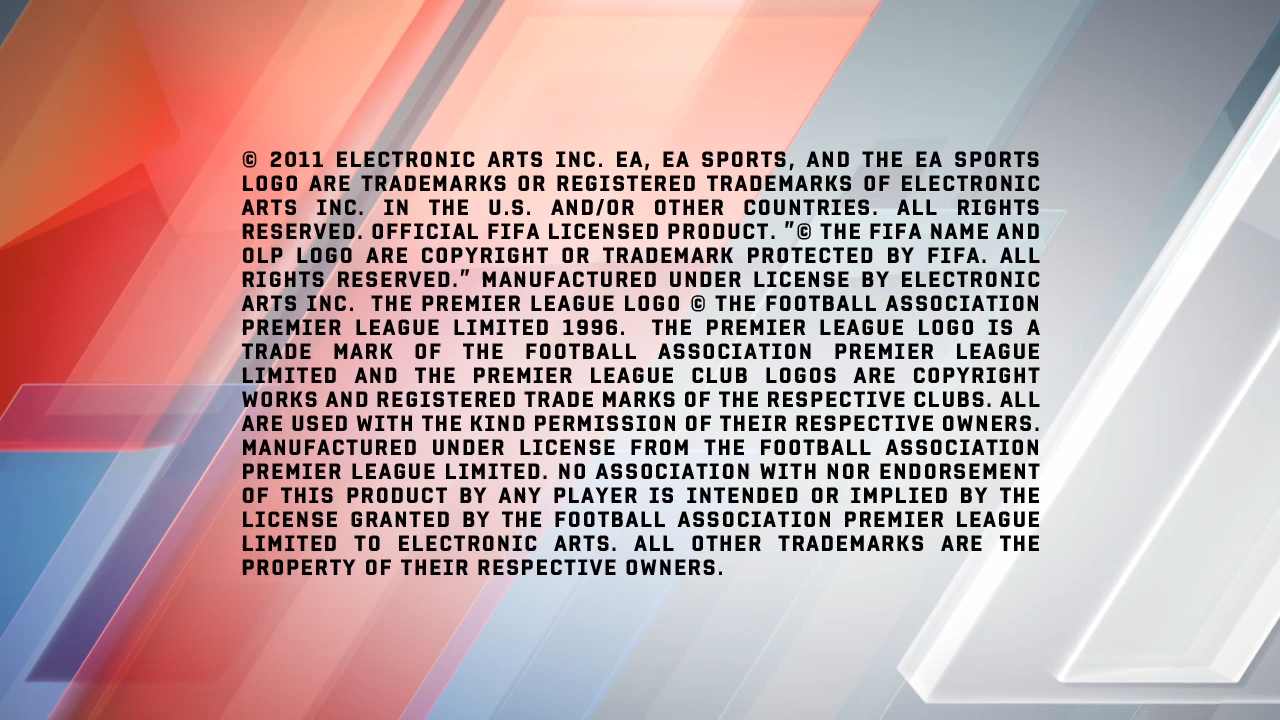 © 2011 ELECTRONIC ARTS INC. EA, EA SPORTS, AND THE EA SPORTS
LOGO ARE TRADEMARKS OR REGISTERED TRADEMARKS OF ELECTRONIC
ARTS INC. IN THE U.S. AND/OR OTHER COUNTRIES. ALL RIGHTS
RESERVED. OFFICIAL FIFA LICENSED PRODUCT. "© THE FIFA NAME AND
OLP LOGO ARE COPYRIGHT OR TRADEMARK PROTECTED BY FIFA. ALL
RIGHTS RESERVED." MANUFACTURED UNDER LICENSE BY ELECTRONIC
ARTS INC. THE PREMIER LEAGUE LOGO © THE FOOTBALL ASSOCIATION
PREMIER LEAGUE LIMITED 1996. THE PREMIER LEAGUE LOGO IS A
TRADE MARK OF THE FOOTBALL ASSOCIATION PREMIER LEAGUE
LIMITED AND THE PREMIER LEAGUE CLUB LOGOS ARE COPYRIGHT
WORKS AND REGISTERED TRADE MARKS OF THE RESPECTIVE CLUBS. ALL
ARE USED WITH THE KIND PERMISSION OF THEIR RESPECTIVE OWNERS.
MANUFACTURED UNDER LICENSE FROM THE FOOTBALL ASSOCIATION
PREMIER LEAGUE LIMITED. NO ASSOCIATION WITH NOR ENDORSEMENT
OF THIS PRODUCT BY ANY PLAYER IS INTENDED OR IMPLIED BY THE
LICENSE GRANTED BY THE FOOTBALL ASSOCIATION PREMIER LEAGUE
LIMITED TO ELECTRONIC ARTS. ALL OTHER TRADEMARKS ARE THE
PROPERTY OF THEIR RESPECTIVE OWNERS.